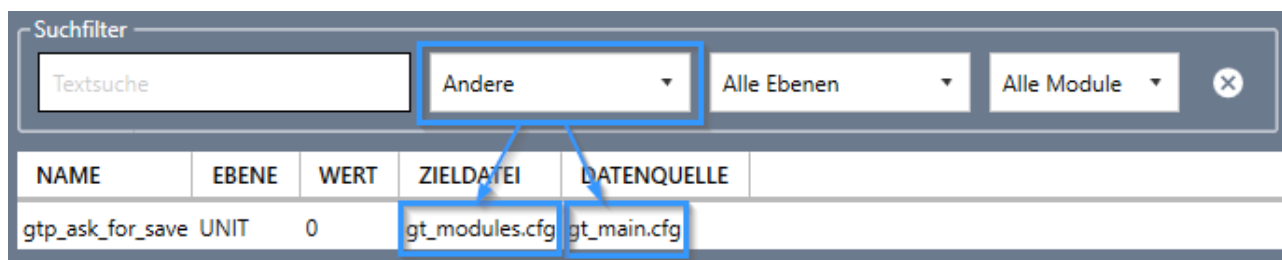 Suchfilter
Textsuche Andere Alle Ebenen Alle Module
NAME EBENE WERT ZIELDATEI DATENQUELLE
gtp_ask_for_save UNIT 0 gt_modules.cfg gt_main.cfg